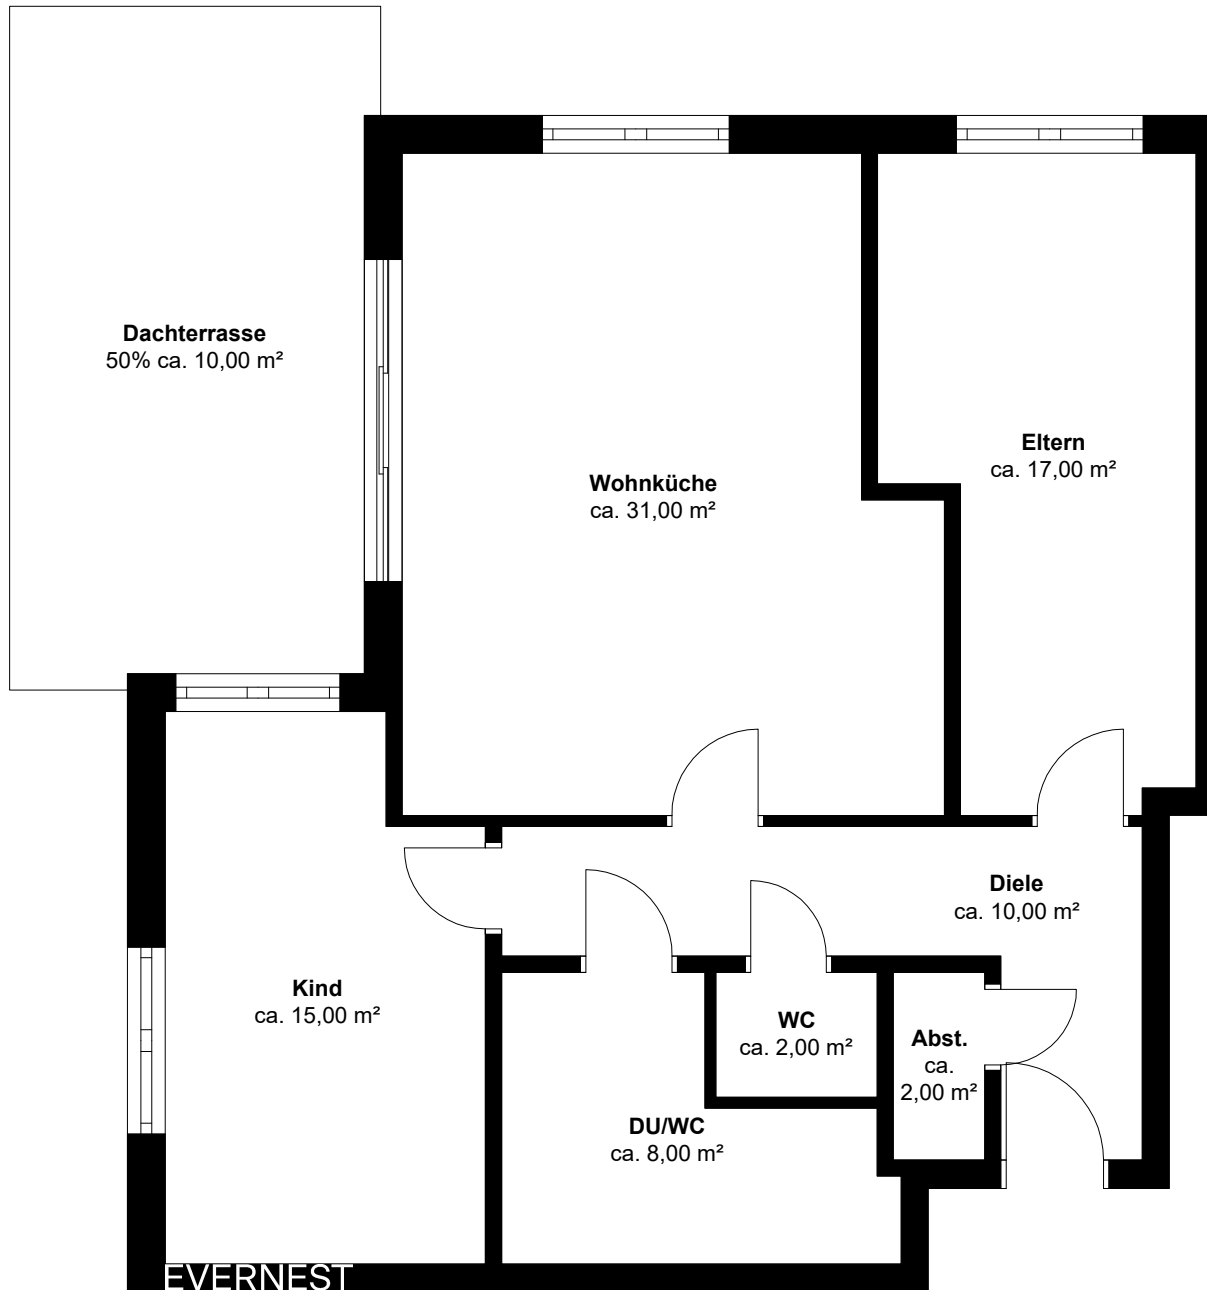 Dachterrasse
50% ca. 10,00 m²
Eltern
ca. 17,00 m²
Wohnküche
ca. 31,00 m²
Diele
ca. 10,00 m²
Kind
ca. 15,00 m²
WC
ca. 2,00 m²
Abst.
ca.
2,00 m²
DU/WC
ca. 8,00 m²
EVERNEST